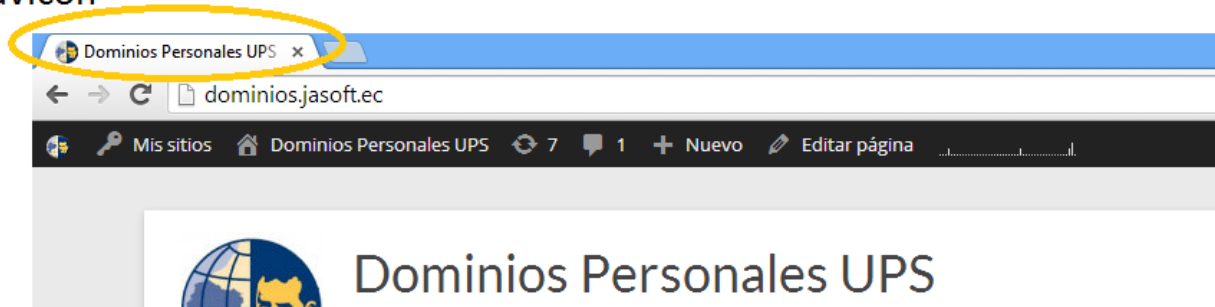 Dominios Personales UPS ×
dominios.jasoft.ec
Mis sitios Dominios Personales UPS 7 1 + Nuevo Editar página
Dominios Personales UPS